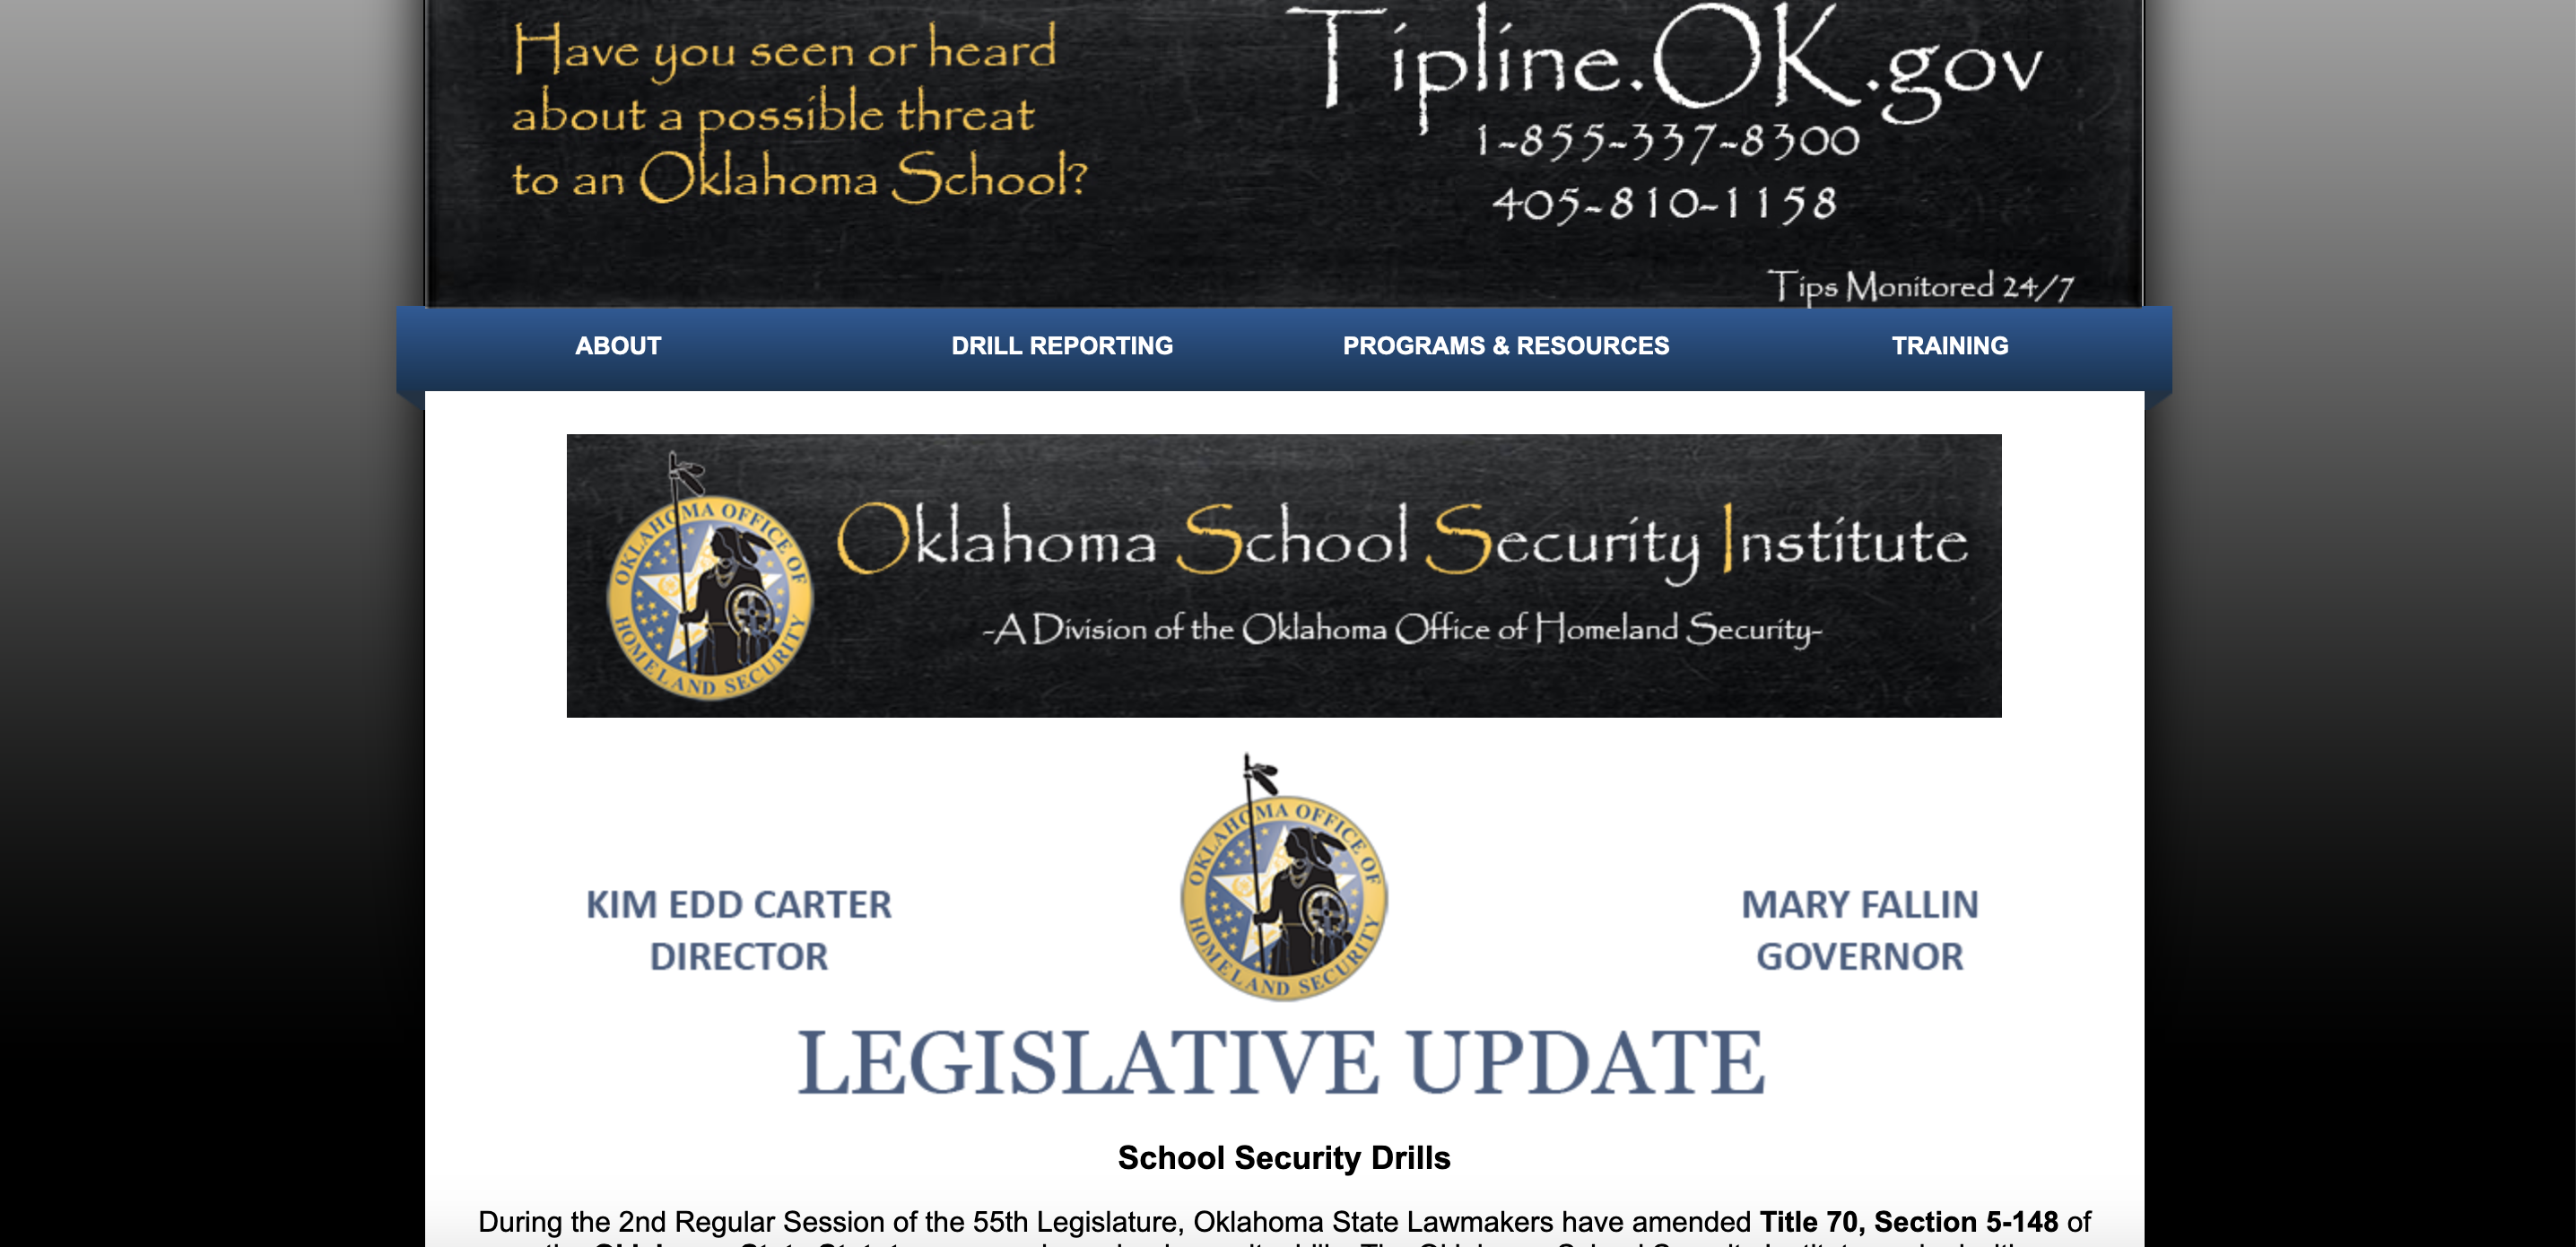 Have you seen or heard
about a possible threat
to an Oklahoma School?
Tipline.OK.gov
1-855-337-8300
405-810-1158
Tips Monitored 24/7
ABOUT DRILL REPORTING PROGRAMS & RESOURCES TRAINING
OKLAHOMA OFFICE OF HOMELAND SECURITY
Oklahoma School Security Institute
-A Division of the Oklahoma Office of Homeland Security-
OKLAHOMA OFFICE OF HOMELAND SECURITY
KIM EDD CARTER
DIRECTOR
MARY FALLIN
GOVERNOR
LEGISLATIVE UPDATE
School Security Drills
During the 2nd Regular Session of the 55th Legislature, Oklahoma State Lawmakers have amended Title 70, Section 5-148 of